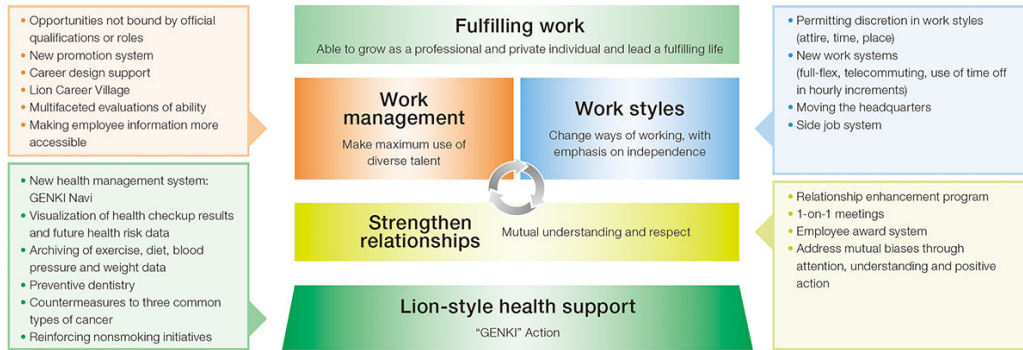 • Opportunities not bound by official
qualifications or roles
• New promotion system
• Career design support
• Lion Career Village
• Multifaceted evaluations of ability
• Making employee information more
accessible
• New health management system:
GENKI Navi
• Visualization of health checkup results
and future health risk data
• Archiving of exercise, diet, blood
pressure and weight data
• Preventive dentistry
• Countermeasures to three common
types of cancer
• Reinforcing nonsmoking initiatives
Fulfilling work
Able to grow as a professional and private individual and lead a fulfilling life
Work
management
Make maximum use of
diverse talent
Work styles
Change ways of working, with
emphasis on independence
Strengthen
relationships
Mutual understanding and respect
Lion-style health support
"GENKI" Action
• Permitting discretion in work styles
(attire, time, place)
• New work systems
(full-flex, telecommuting, use of time off
in hourly increments)
• Moving the headquarters
• Side job system
• Relationship enhancement program
• 1-on-1 meetings
• Employee award system
• Address mutual biases through
attention, understanding and positive
action